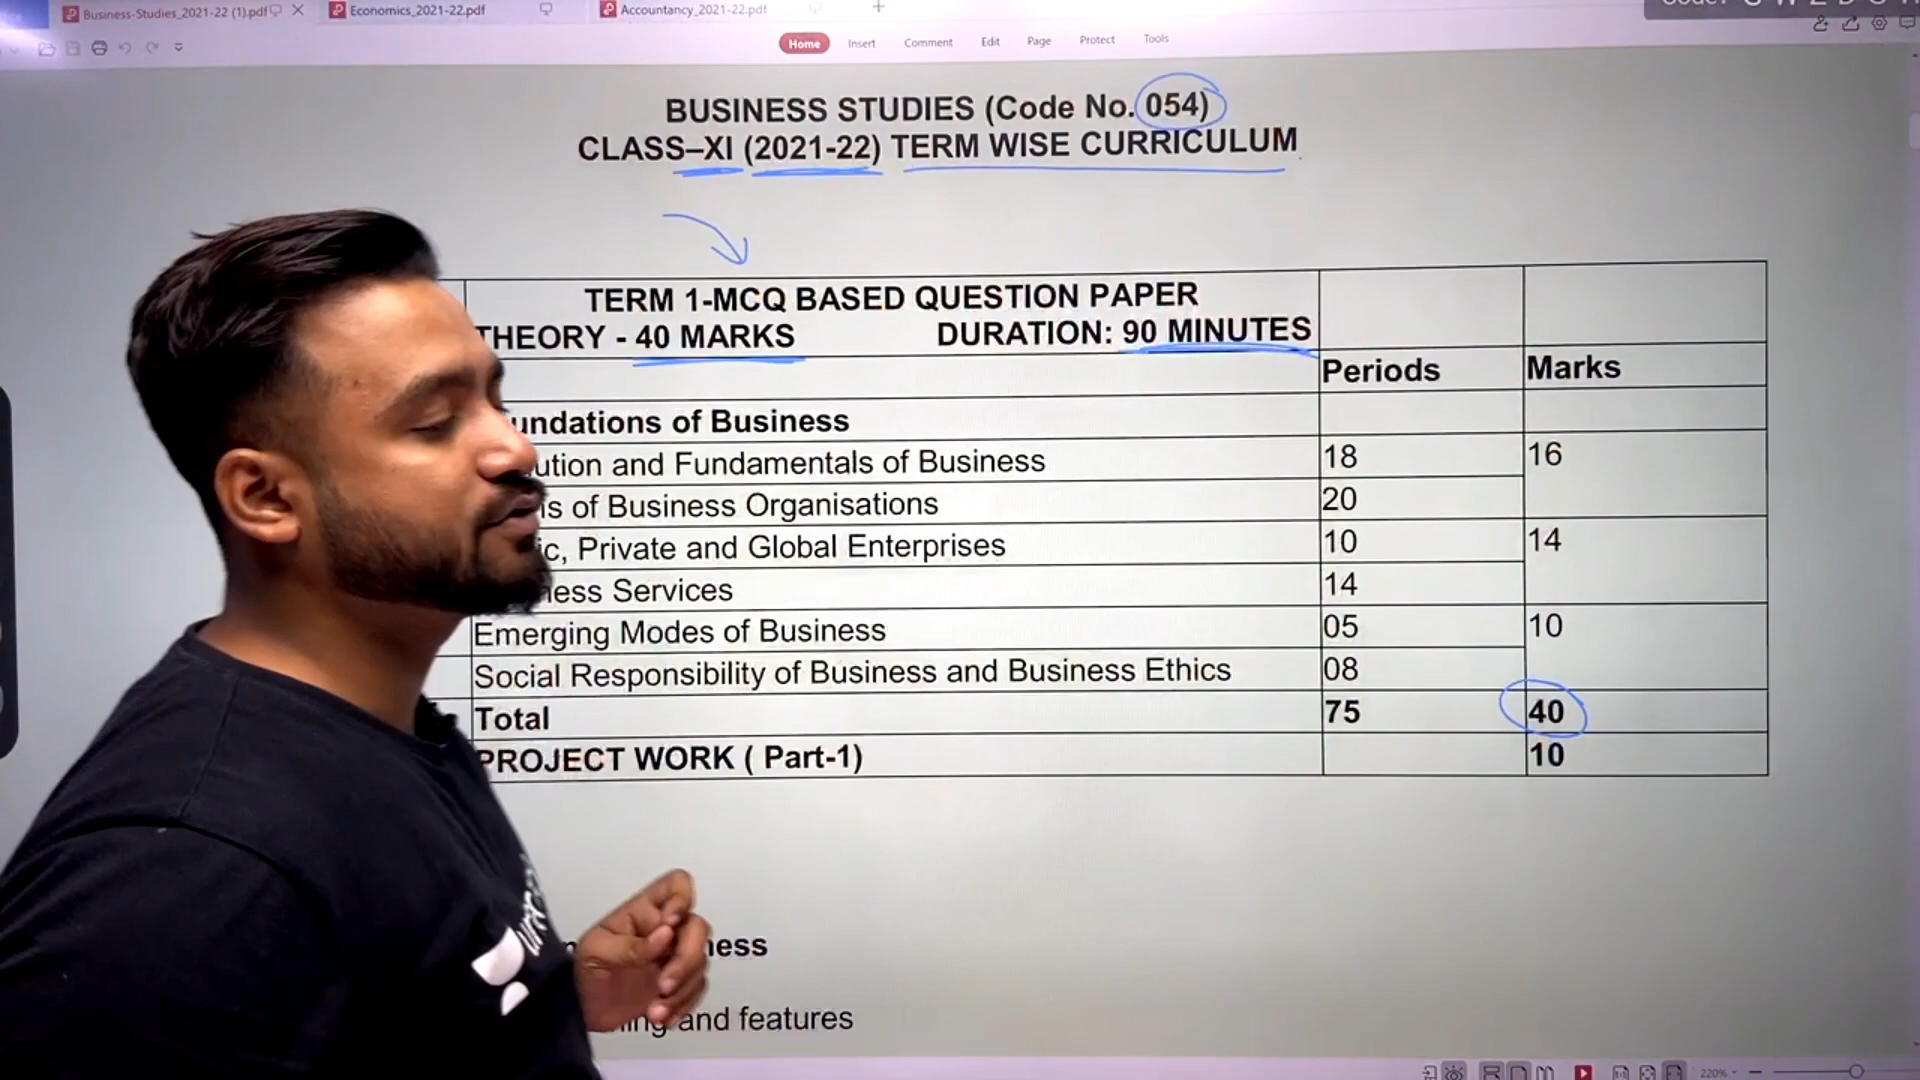 Business-Studies_2021-22 (1).pdf
Economics_2021-22.pdf
Accountancy_2021-22.pdf
Home Insert Comment Edit Page Protect Tools
BUSINESS STUDIES (Code No. 054)
CLASS–XI (2021-22) TERM WISE CURRICULUM
TERM 1-MCQ BASED QUESTION PAPER
THEORY - 40 MARKS DURATION: 90 MINUTES
Periods Marks
undations of Business
ution and Fundamentals of Business 18 16
s of Business Organisations 20
ic, Private and Global Enterprises 10 14
ness Services 14
Emerging Modes of Business 05 10
Social Responsibility of Business and Business Ethics 08
Total 75 40
PROJECT WORK ( Part-1) 10
ness
ing and features
220%